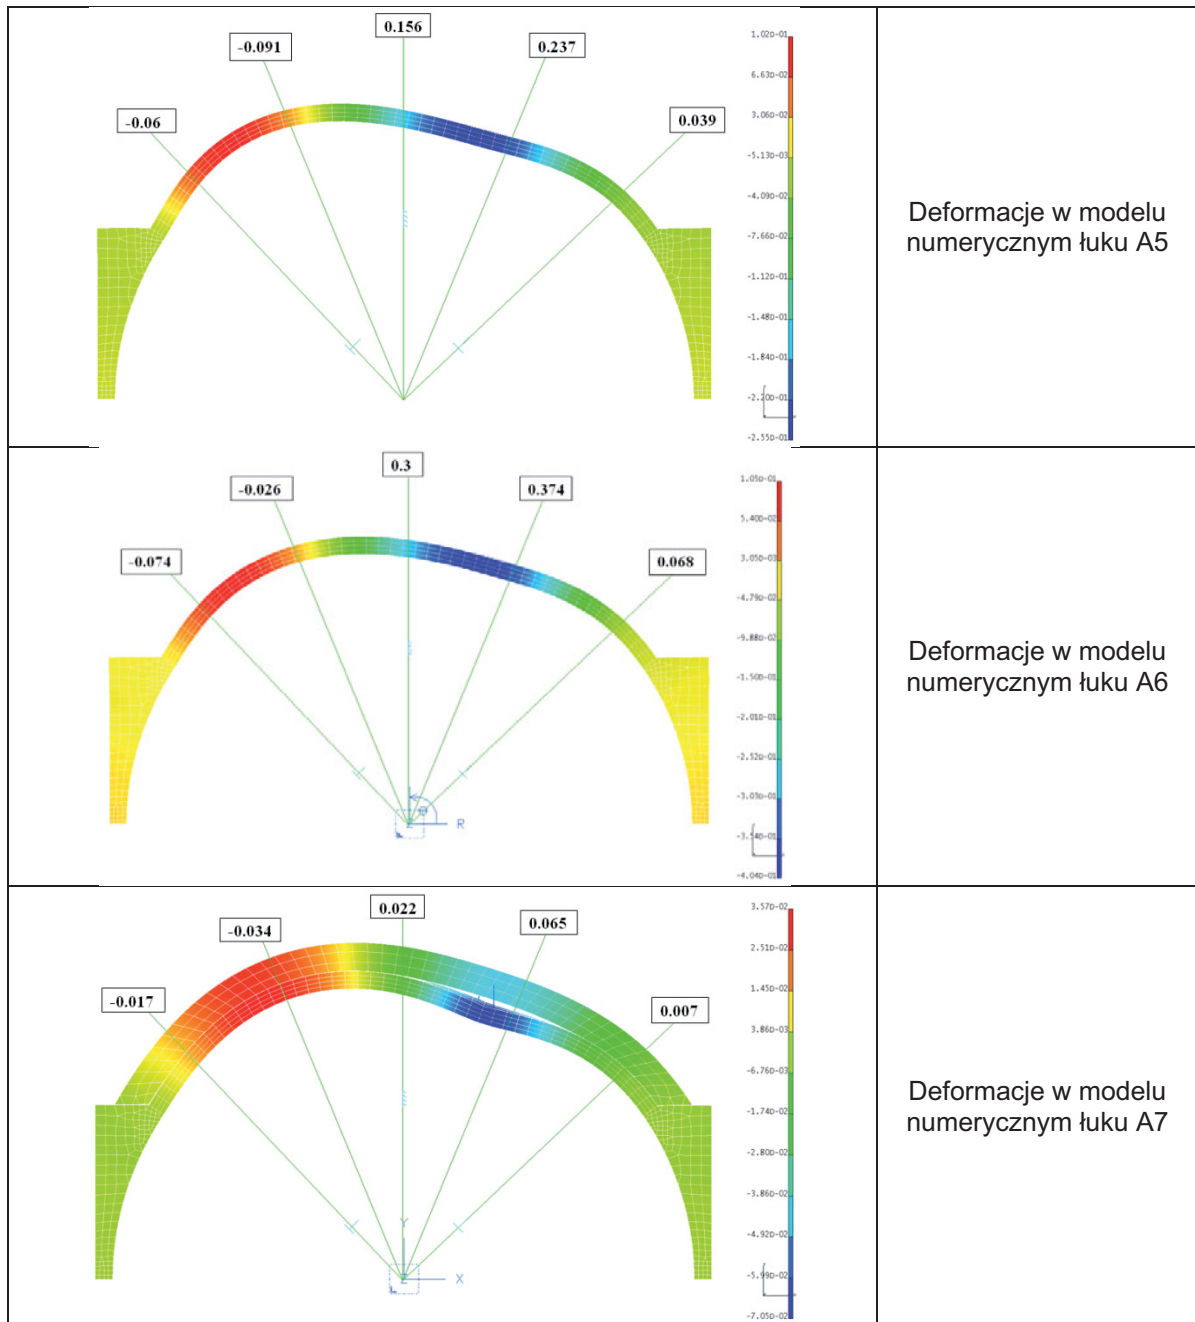 0.156
-0.091
0.237
-0.06
0.039
1.02D-01
6.63D-02
3.06D-02
-5.13D-03
-4.09D-02
-7.66D-02
-1.12D-01
-1.48D-01
-1.84D-01
-2.20D-01
-2.55D-01
Deformacje w modelu
numerycznym łuku A5
0.3
-0.026
0.374
-0.074
0.068
R
1.05D-01
5.40D-02
3.05D-03
-4.79D-02
-9.88D-02
-1.50D-01
-2.01D-01
-2.52D-01
-3.03D-01
-3.54D-01
-4.04D-01
Deformacje w modelu
numerycznym łuku A6
0.022
-0.034
0.065
-0.017
0.007
Y
Z
X
3.57D-02
2.51D-02
1.45D-02
3.86D-03
-6.76D-03
-1.74D-02
-2.80D-02
-3.86D-02
-4.92D-02
-5.99D-02
-7.05D-02
Deformacje w modelu
numerycznym łuku A7